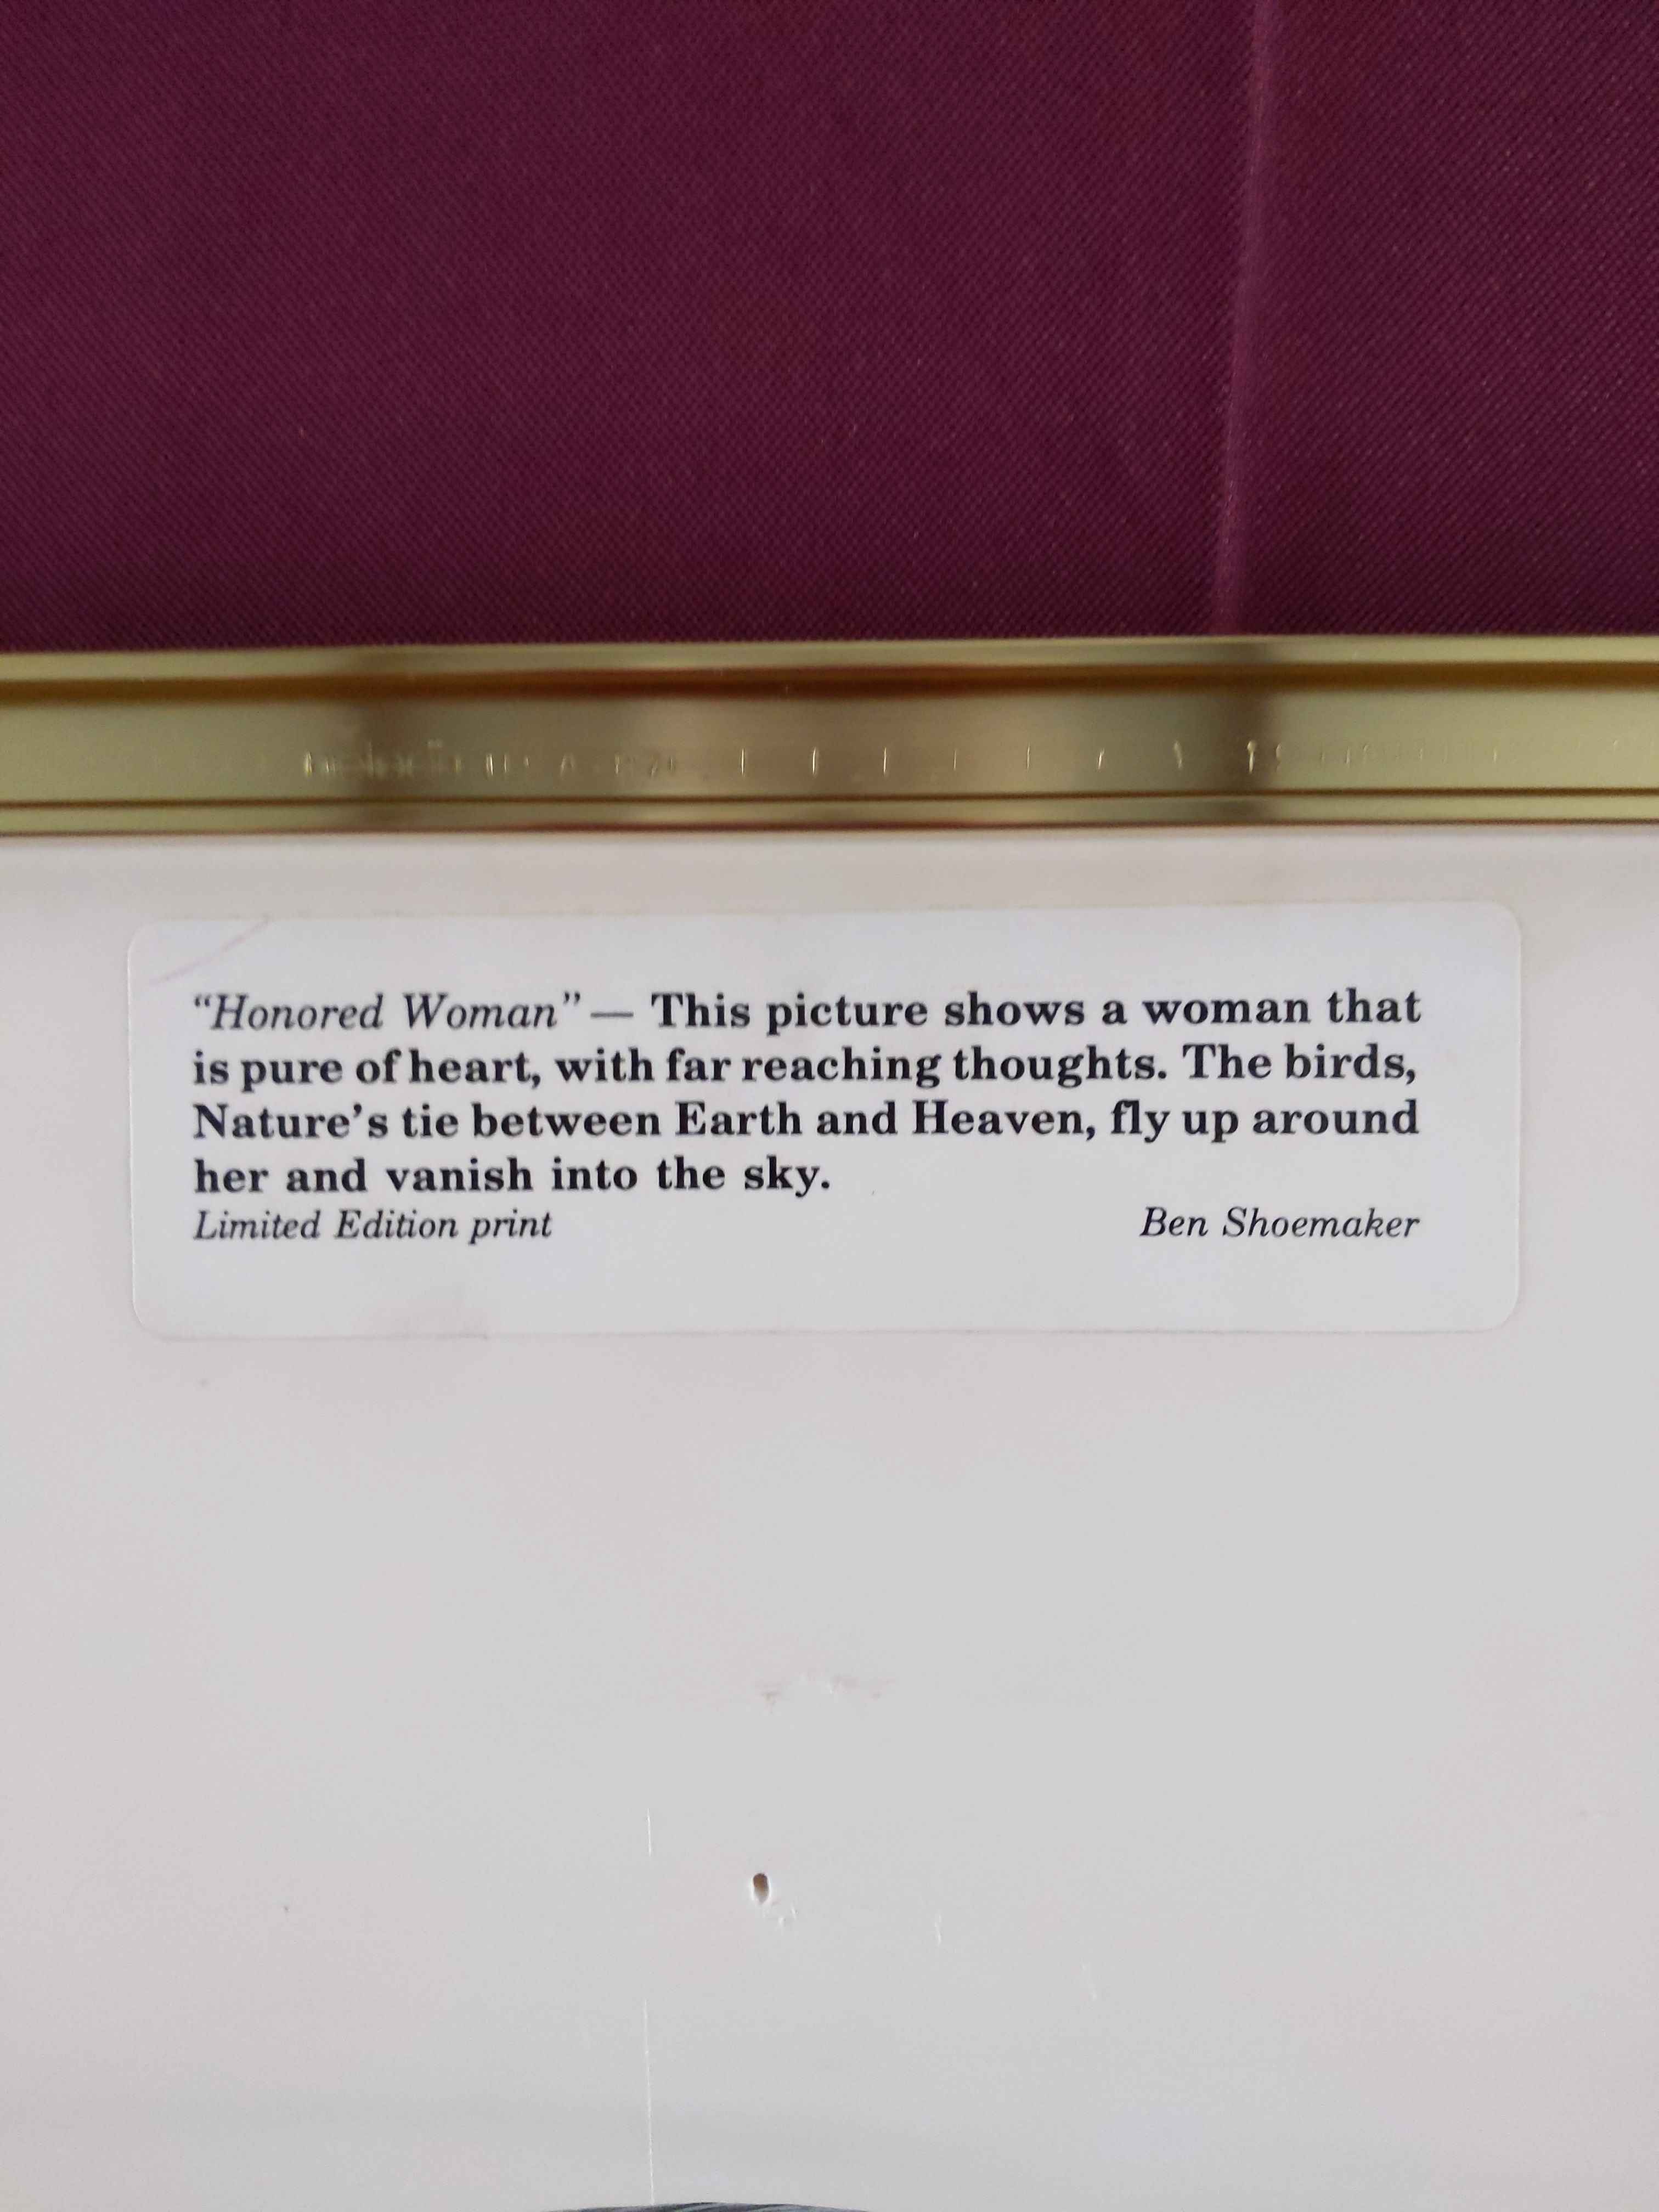 “Honored Woman” — This picture shows a woman that
is pure of heart, with far reaching thoughts. The birds,
Nature’s tie between Earth and Heaven, fly up around
her and vanish into the sky.
Limited Edition print Ben Shoemaker